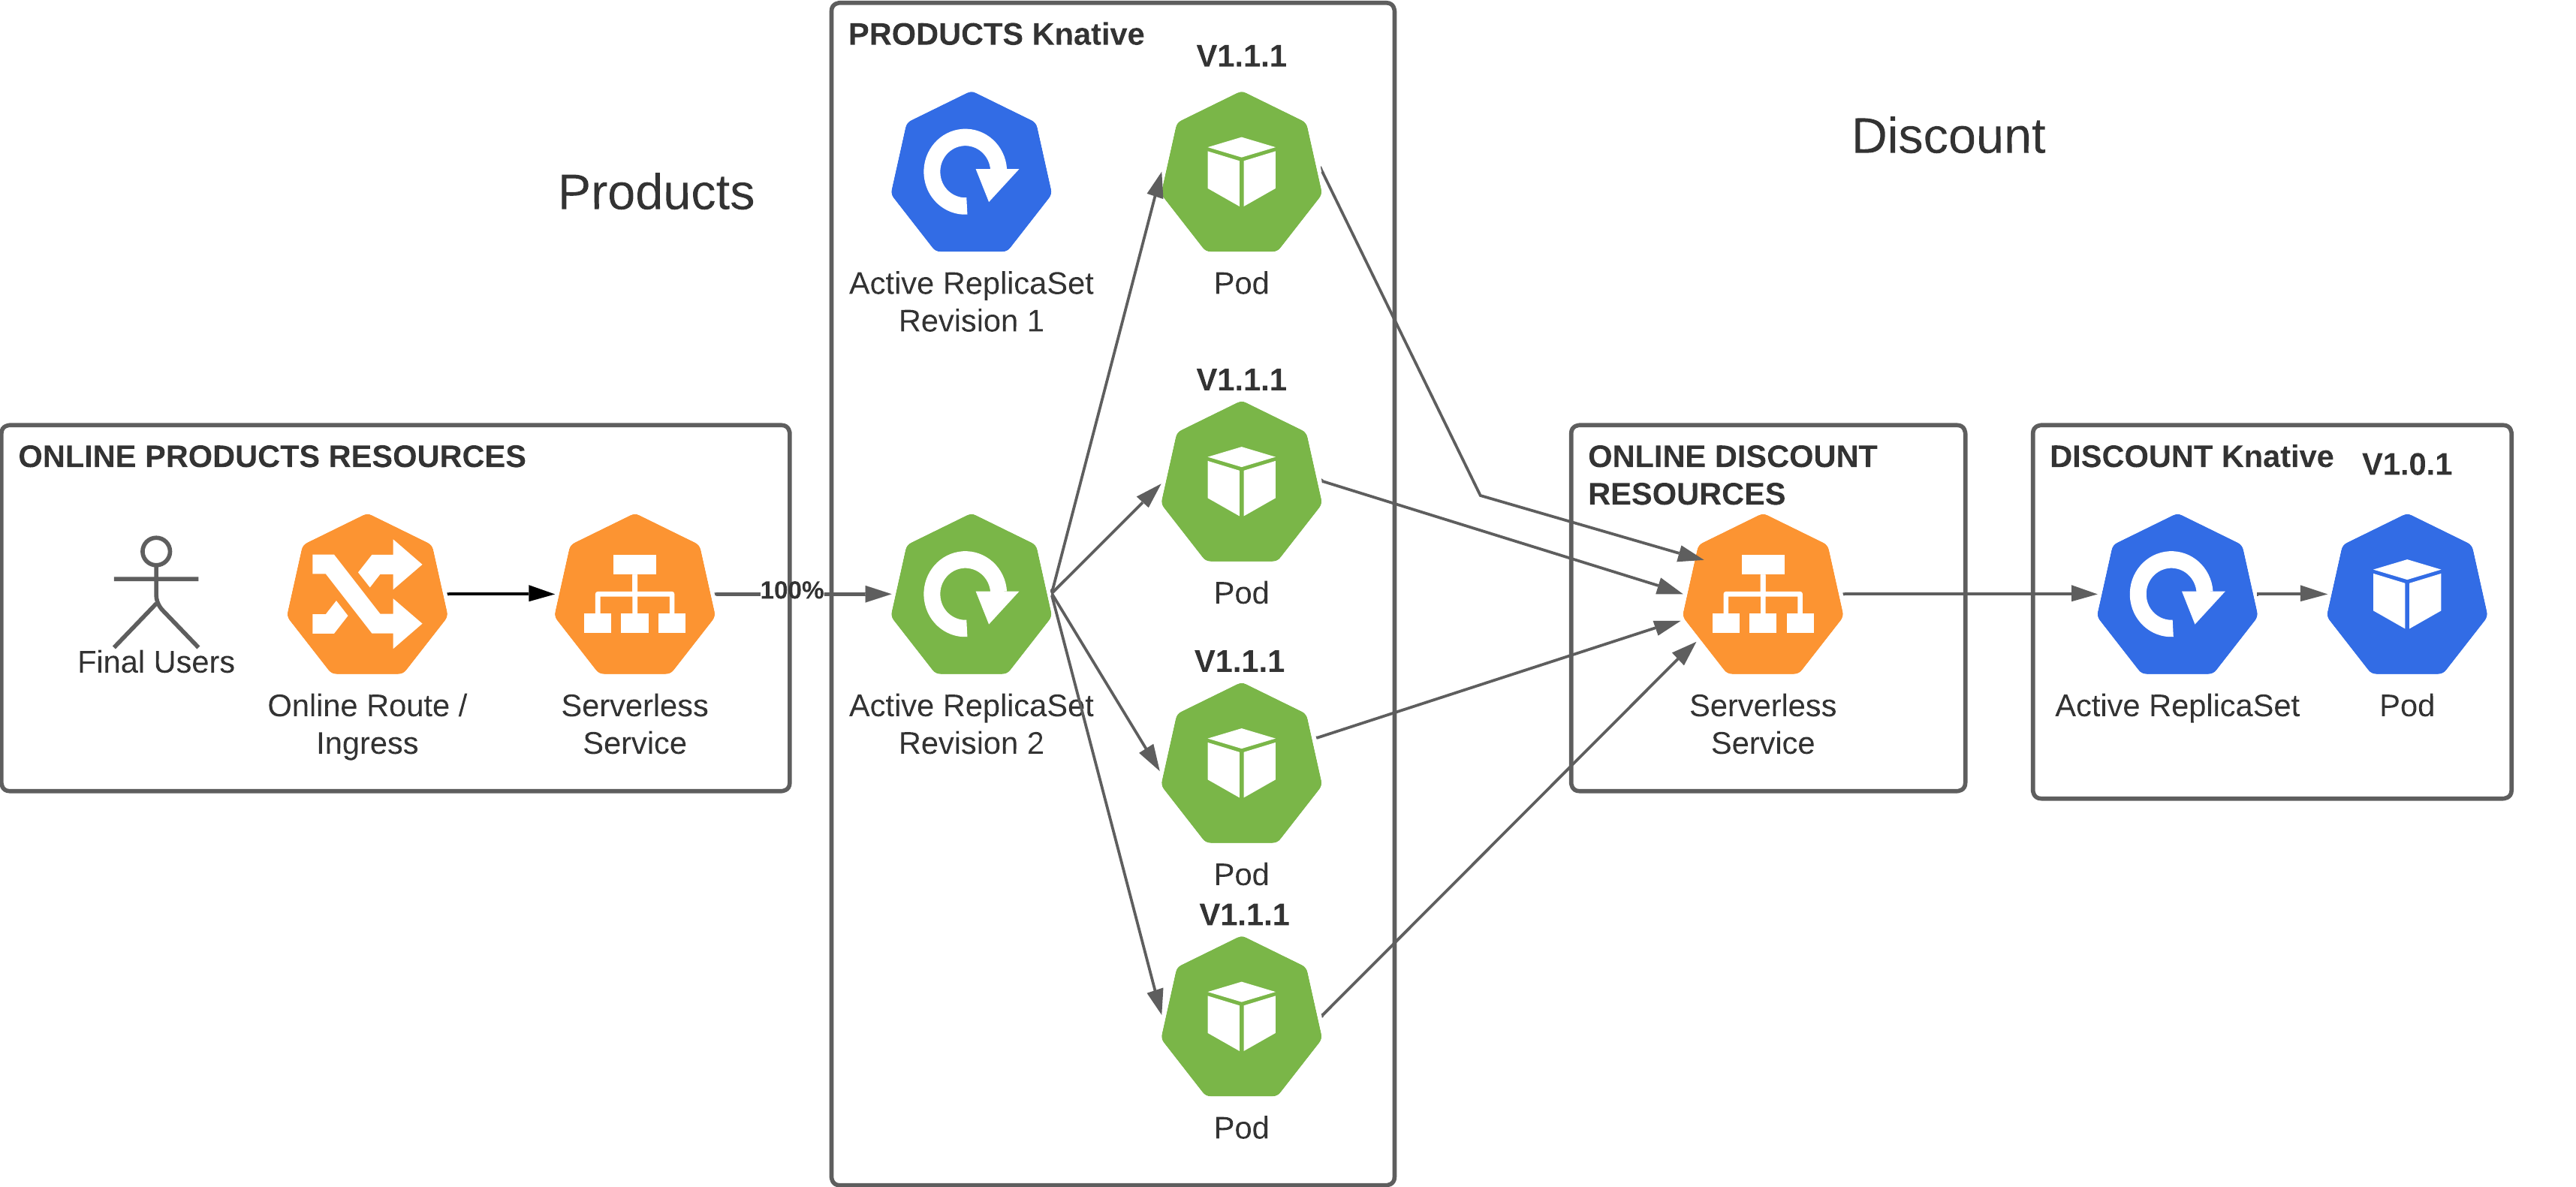 Products
Discount
ONLINE PRODUCTS RESOURCES
Final Users
Online Route /
Ingress
Serverless
Service
100%
PRODUCTS Knative
Active ReplicaSet
Revision 1
Active ReplicaSet
Revision 2
V1.1.1
Pod
V1.1.1
Pod
V1.1.1
Pod
V1.1.1
Pod
ONLINE DISCOUNT
RESOURCES
Serverless
Service
DISCOUNT Knative
V1.0.1
Active ReplicaSet
Pod